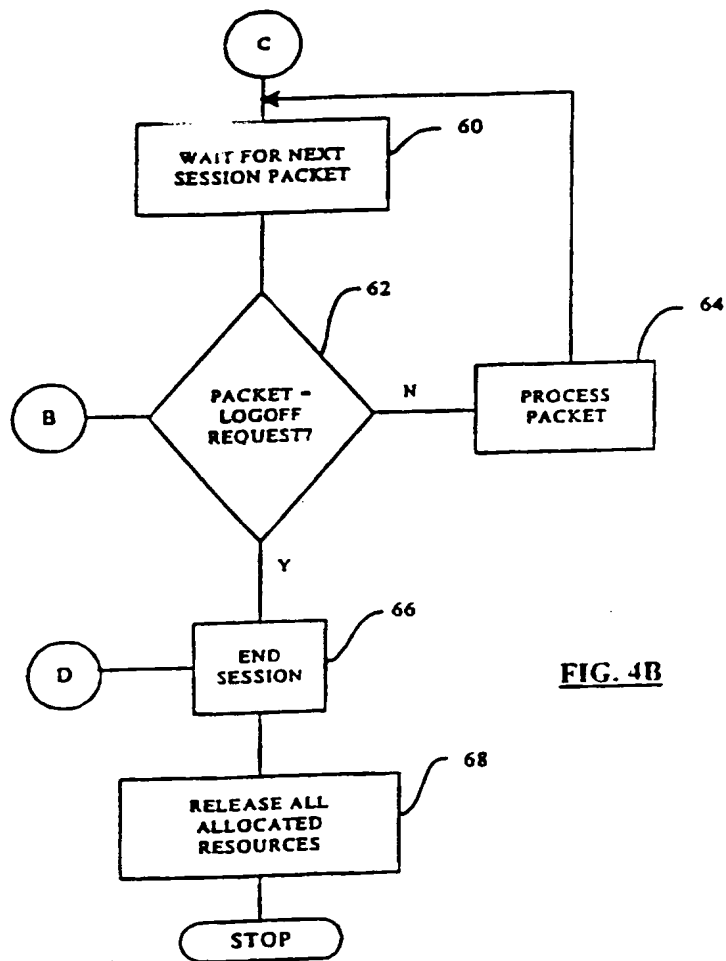 C
60
WAIT FOR NEXT
SESSION PACKET
62
64
B
PACKET =
LOGOFF
REQUEST?
N
PROCESS
PACKET
Y
66
D
END
SESSION
FIG. 4B
68
RELEASE ALL
ALLOCATED
RESOURCES
STOP